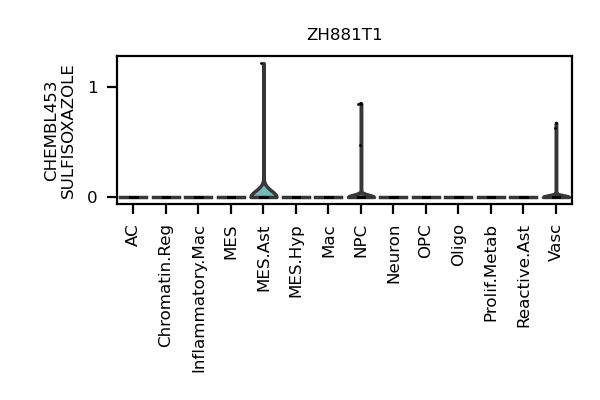 ZH881T1
CHEMBL453
SULFISOXAZOLE
1
0
AC
Chromatin.Reg
Inflammatory.Mac
MES
MES.Ast
MES.Hyp
Mac
NPC
Neuron
OPC
Oligo
Prolif.Metab
Reactive.Ast
Vasc